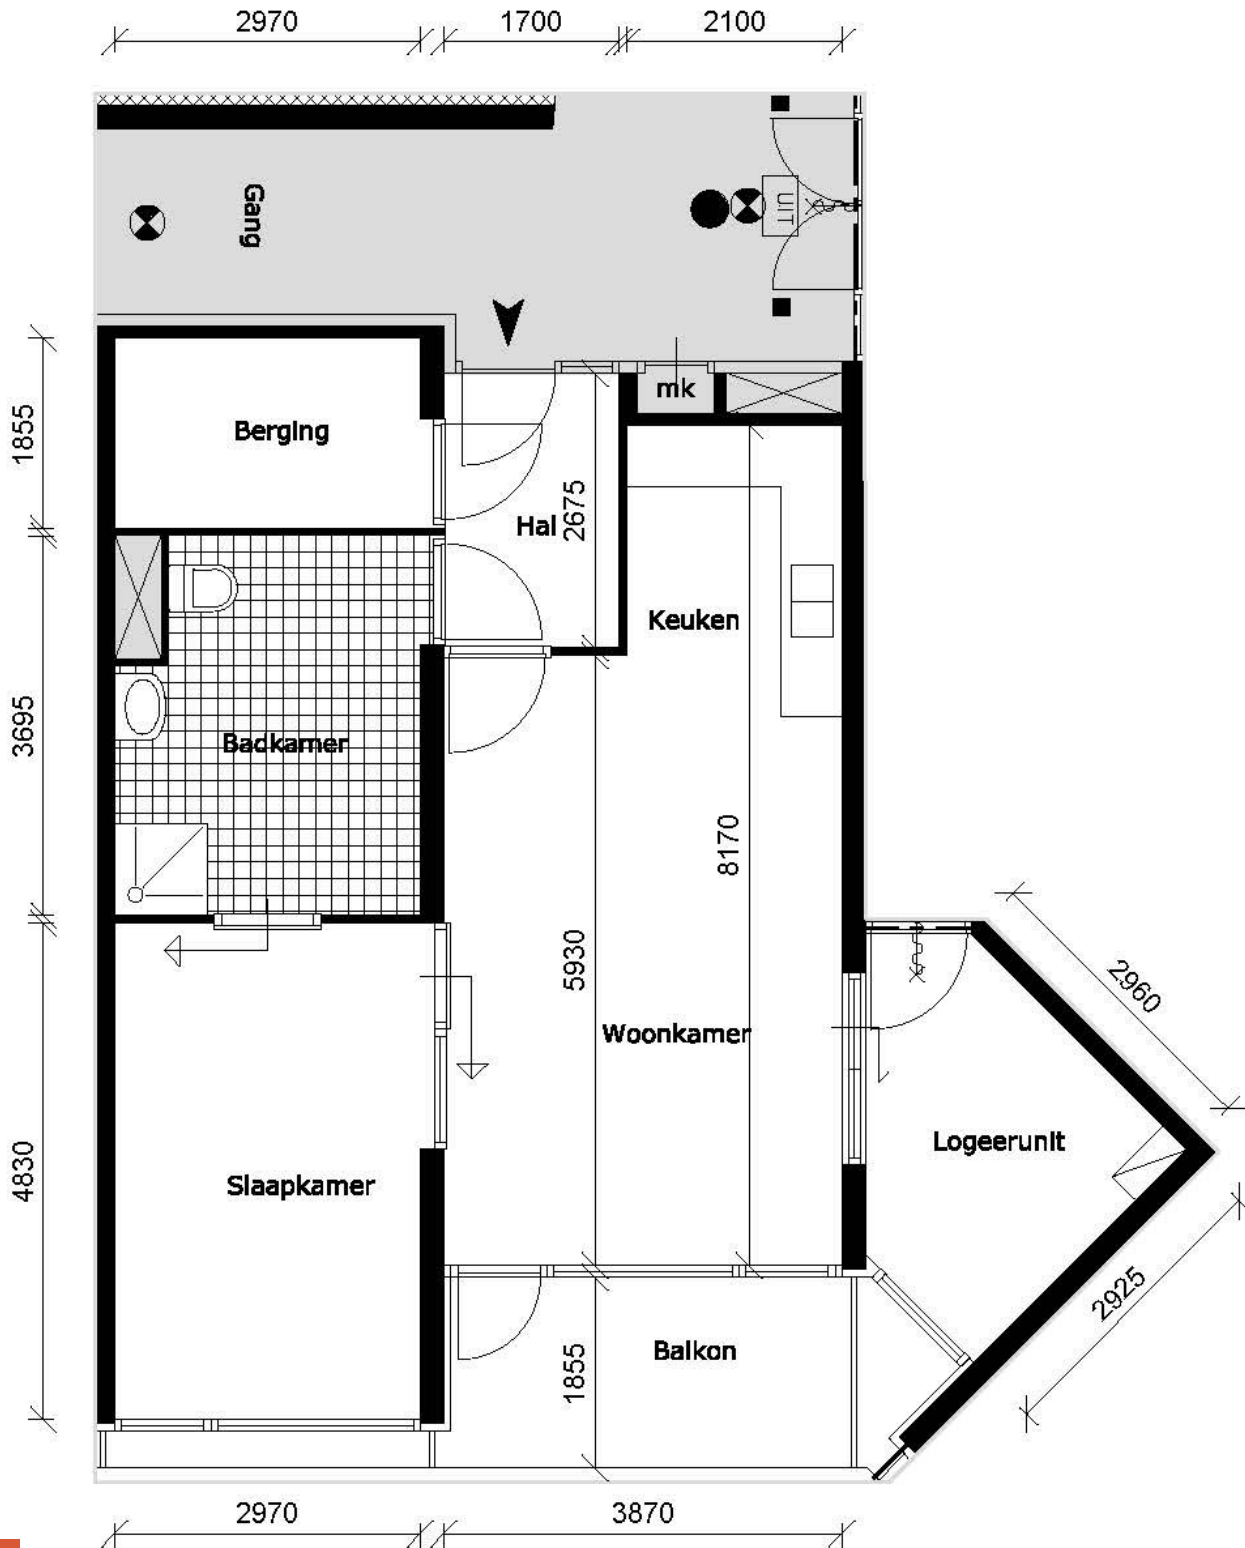 2970
1700
2100
Gang
UIT
mk
1855
Berging
2675
Hal
Keuken
3695
Badkamer
8170
5930
2960
Woonkamer
Logeerunit
4830
Slaapkamer
2925
Balkon
1855
2970
3870